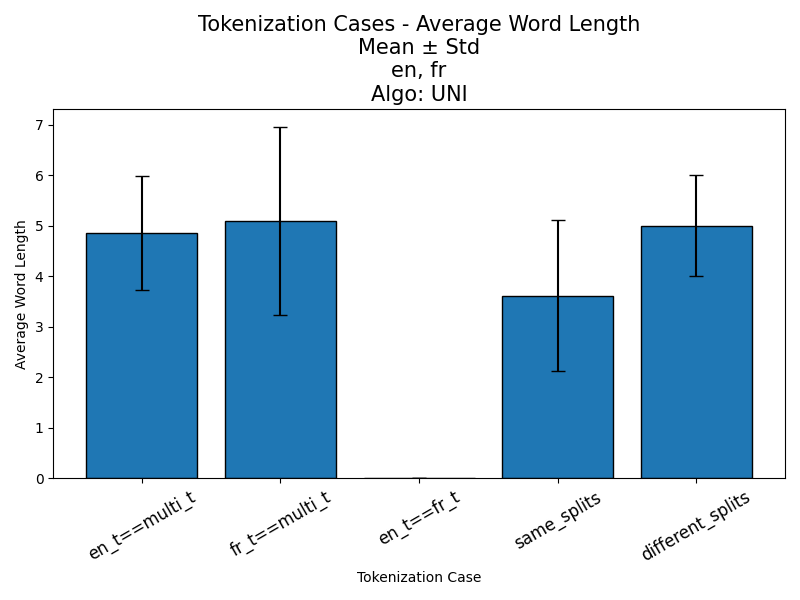 Tokenization Cases - Average Word Length
Mean ± Std
en, fr
Algo: UNI
7
6
5
4
3
2
1
0
Average Word Length
en_t==multi_t
fr_t==multi_t
en_t==fr_t
same_splits
different_splits
Tokenization Case